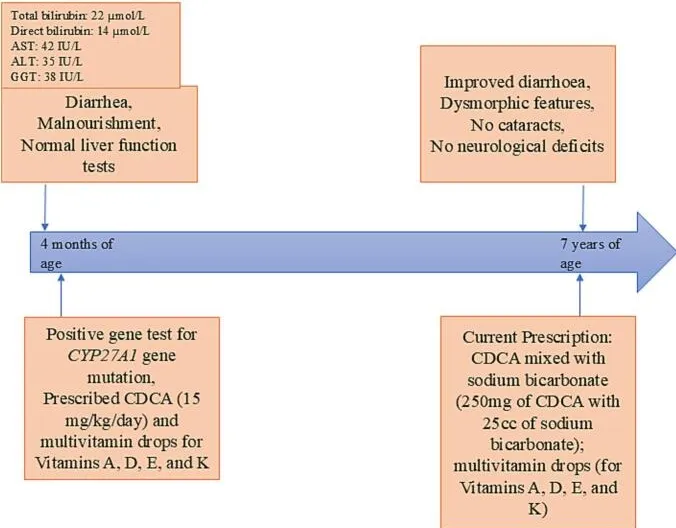 Total bilirubin: 22 µmol/L
Direct bilirubin: 14 µmol/L
AST: 42 IU/L
ALT: 35 IU/L
GGT: 38 IU/L
Diarrhea,
Malnourishment,
Normal liver function
tests
Improved diarrhoea,
Dysmorphic features,
No cataracts,
No neurological deficits
4 months of
age
7 years of
age
Positive gene test for
CYP27A1 gene
mutation,
Prescribed CDCA (15
mg/kg/day) and
multivitamin drops for
Vitamins A, D, E, and K
Current Prescription:
CDCA mixed with
sodium bicarbonate
(250mg of CDCA with
25cc of sodium
bicarbonate);
multivitamin drops (for
Vitamins A, D, E, and
K)